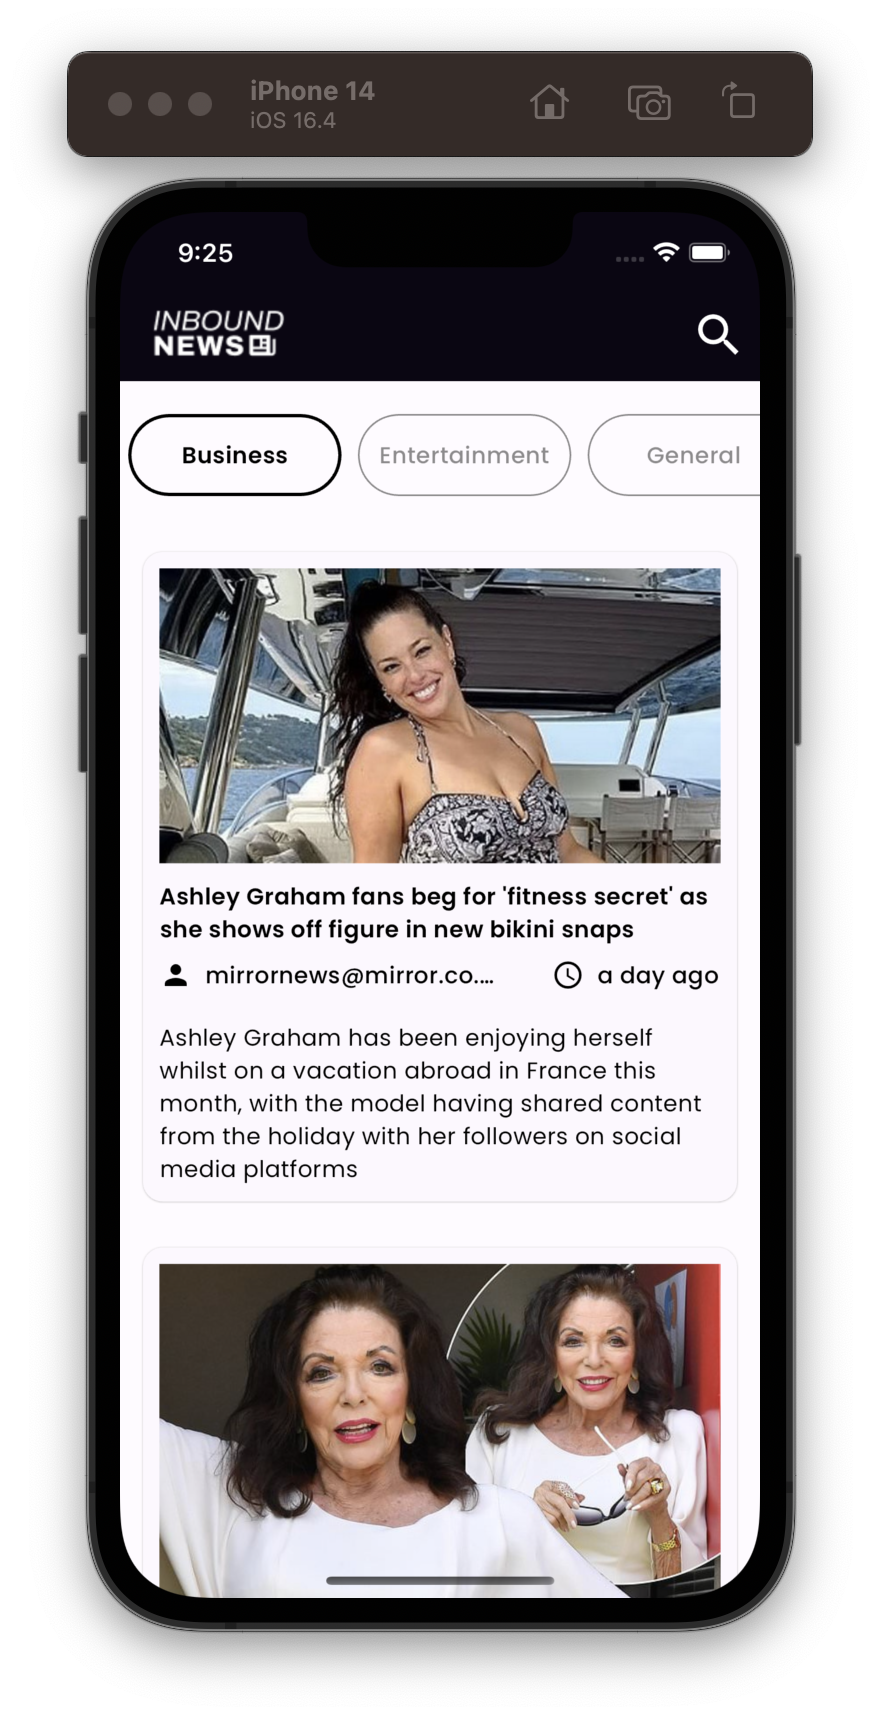 iPhone 14
iOS 16.4
9:25
INBOUND
NEWS
Business
Entertainment
General
Ashley Graham fans beg for 'fitness secret' as
she shows off figure in new bikini snaps
mirrornews@mirror.co.…
a day ago
Ashley Graham has been enjoying herself
whilst on a vacation abroad in France this
month, with the model having shared content
from the holiday with her followers on social
media platforms